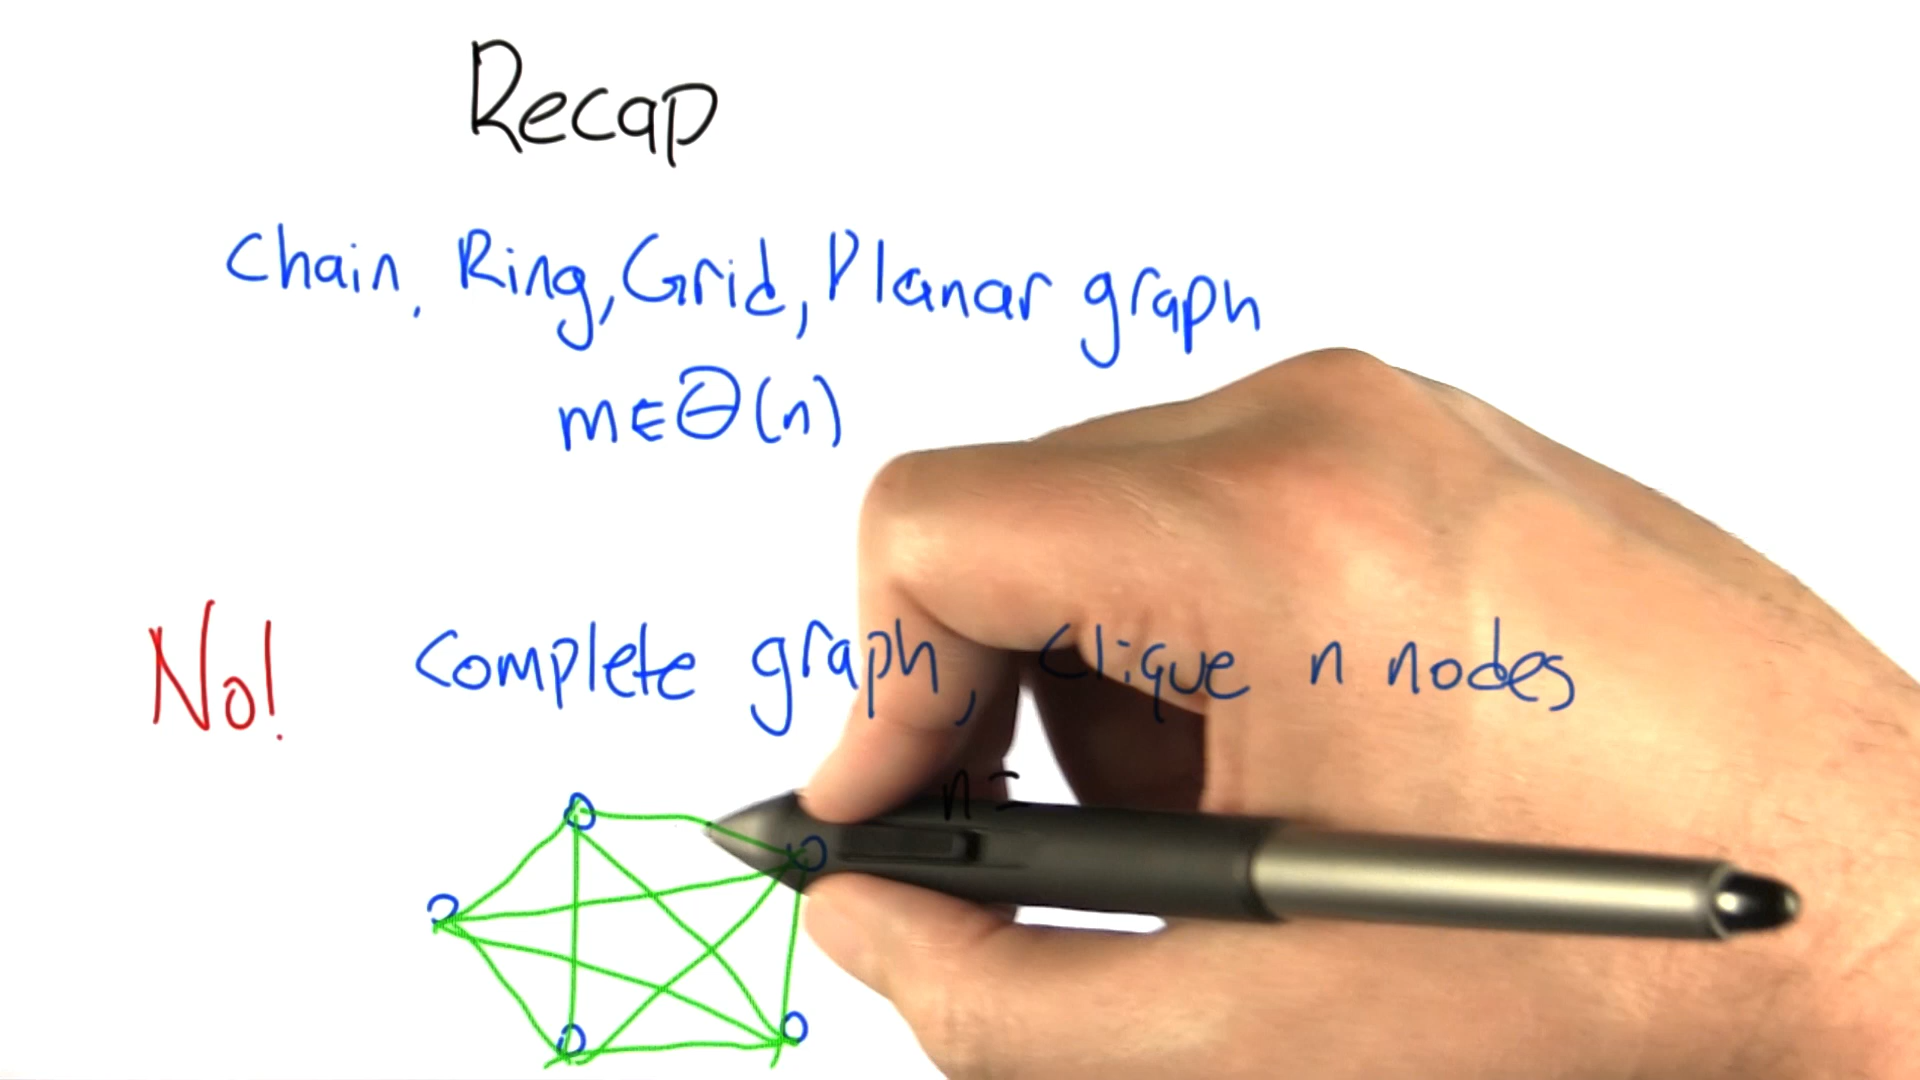 Recap
Chain, Ring, Grid, Planar graph
m∈Θ(n)
No! complete graph, clique n nodes
n=